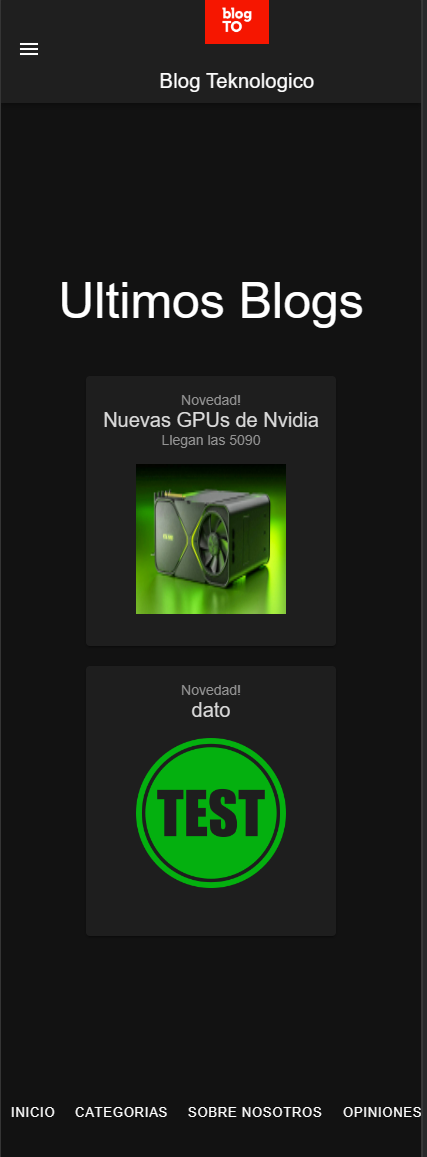 blog
TO
Blog Teknologico
Ultimos Blogs
Novedad!
Nuevas GPUs de Nvidia
Llegan las 5090
Novedad!
dato
TEST
INICIO CATEGORIAS SOBRE NOSOTROS OPINIONES